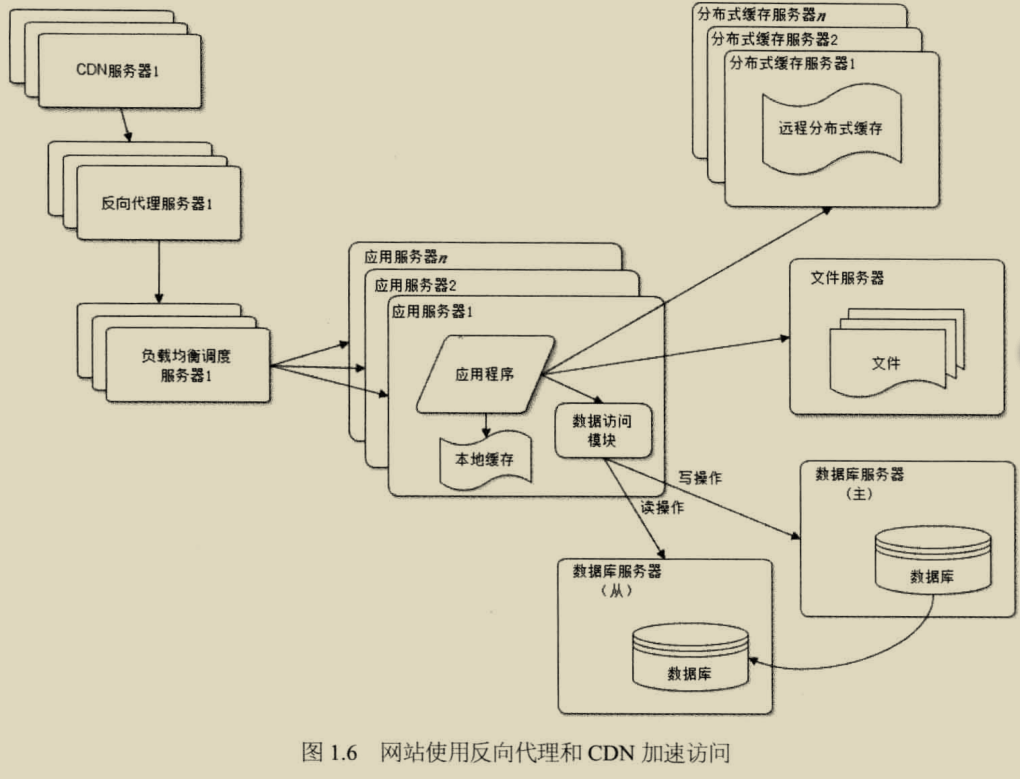 CDN服务器1
反向代理服务器1
负载均衡调度
服务器1
应用服务器n
应用服务器2
应用服务器1
应用程序
本地缓存
数据访问
模块
分布式缓存服务器n
分布式缓存服务器2
分布式缓存服务器1
远程分布式缓存
文件服务器
文件
写操作
读操作
数据库服务器
(主)
数据库
数据库服务器
(从)
数据库
图 1.6 网站使用反向代理和 CDN 加速访问